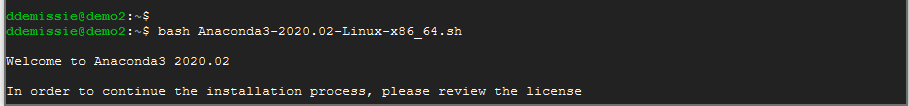 ddemissie@demo2:~$
ddemissie@demo2:~$ bash Anaconda3-2020.02-Linux-x86_64.sh
Welcome to Anaconda3 2020.02
In order to continue the installation process, please review the license